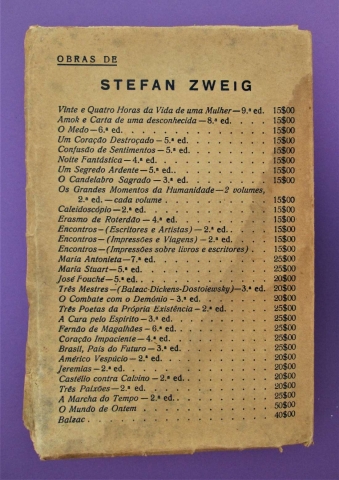 OBRAS DE
STEFAN ZWEIG
Vinte e Quatro Horas da Vida de uma Mulher—9.ª ed. 15$00
Amok e Carta de uma desconhecida—8.ª ed. . . 15$00
O Medo—6.ª ed. . . . . . . . . . 15$00
Um Coração Destroçado—5.ª ed. . . . . . . 15$00
Confusão de Sentimentos—5.ª ed. . . . . . . 15$00
Noite Fantástica—4.ª ed. . . . . . . . . 15$00
Um Segredo Ardente—5.ª ed.. . . . . . . . 15$00
O Candelabro Sagrado—3.ª ed. . . . . . . . 15$00
Os Grandes Momentos da Humanidade—2 volumes,
2.ª ed.—cada volume . . . . . . . . 15$00
Caleidoscópio—2.ª ed. . . . . . . . . . 15$00
Erasmo de Roterdão—4.ª ed. . . . . . . . 15$00
Encontros—(Escritores e Artistas)—2.ª ed. . . . 15$00
Encontros—(Impressões e Viagens)—2.ª ed. . . . 15$00
Encontros—(Impressões sobre livros e escritores) . . 15$00
Maria Antonieta—7.ª ed. . . . . . . . . 25$00
Maria Stuart—5.ª ed. . . . . . . . . . 25$00
José Fouché—5.ª ed. . . . . . . . . . 20$00
Três Mestres—(Balzac-Dickens-Dostoiewsky)—3.ª ed. 20$00
O Combate com o Demónio—3.ª ed. . . . . . 25$00
Três Poetas da Própria Existência—2.ª ed. . . . 25$00
A Cura pelo Espírito—3.ª ed. . . . . . . . 25$00
Fernão de Magalhães—6.ª ed. . . . . . . . 25$00
Coração Impaciente—4.ª ed. . . . . . . . 25$00
Brasil, País do Futuro—3.ª ed. . . . . . . 25$00
Américo Vespúcio—2.ª ed. . . . . . . . . 20$00
Jeremias—2.ª ed. . . . . . . . . . . 20$00
Castélio contra Calvino—2.ª ed. . . . . . . 20$00
Três Paixões—2.ª ed. . . . . . . . . . 20$00
A Marcha do Tempo—2.ª ed. . . . . . . . 25$00
O Mundo de Ontem . . . . . . . . . . 50$00
Balzac . . . . . . . . . . . . . 40$00